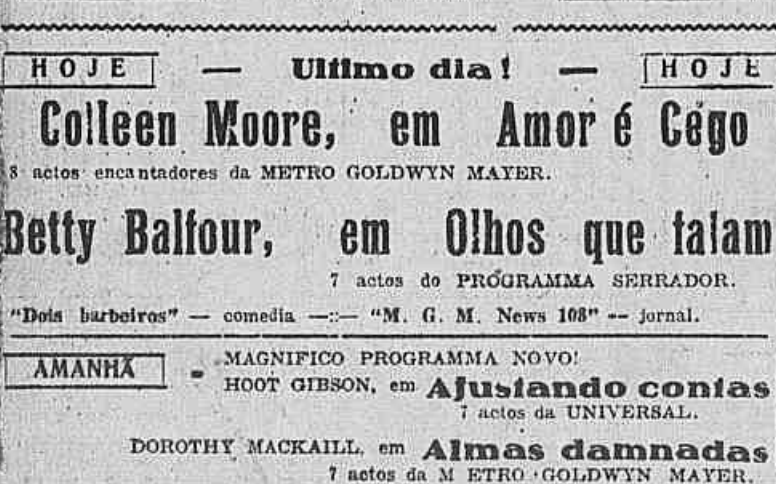 HOJE — Ultimo dia! — HOJE
Colleen Moore, em Amor é Cégo
8 actos encantadores da METRO GOLDWYN MAYER.
Betty Balfour, em Olhos que falam
7 actos do PROGRAMMA SERRADOR.
"Dois barbeiros" — comedia —::— "M. G. M. News 108" -- jornal.
AMANHÃ - MAGNIFICO PROGRAMMA NOVO!
HOOT GIBSON, em Ajustando contas
7 actos da UNIVERSAL.
DOROTHY MACKAILL, em Almas damnadas
7 actos da METRO GOLDWYN MAYER.